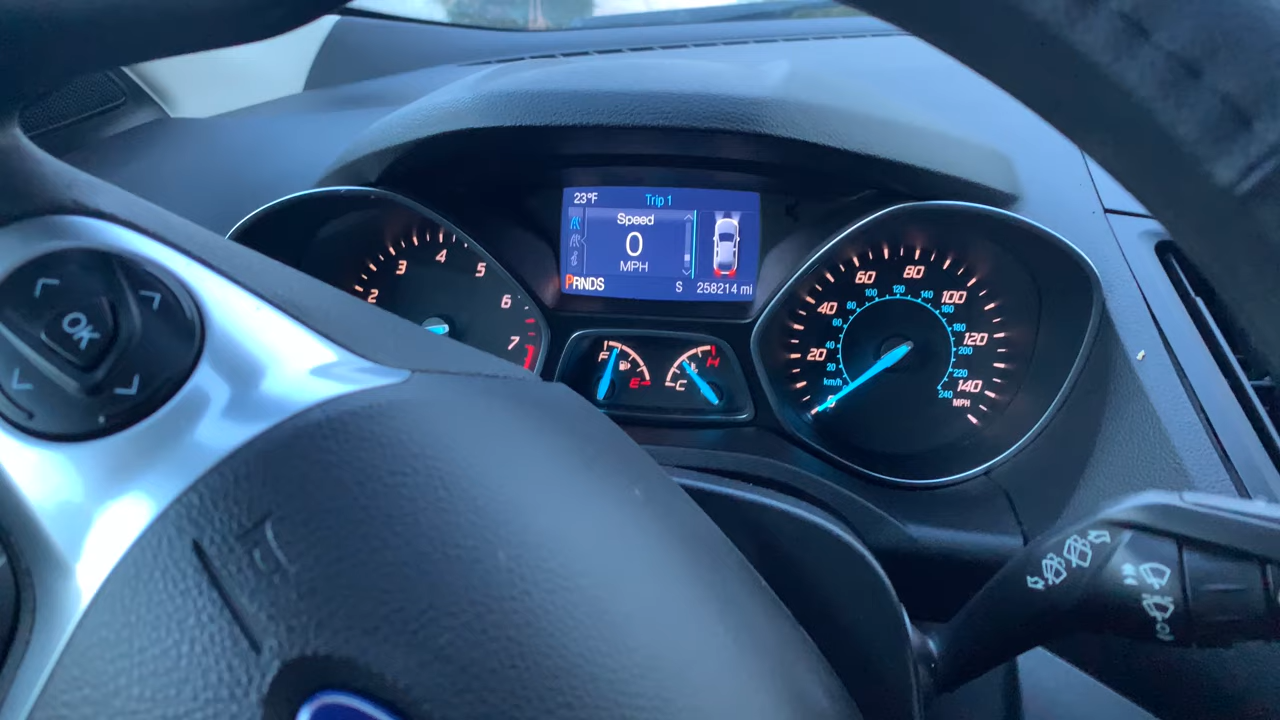 23°F Trip 1
Speed
0
MPH
PRNDS S 258214 mi
2 3 4 5 6 7
F E
C H
20 40 60 80 100 120 140
MPH
km/h 20 40 60 80 100 120 140 160 180 200 220 240
OK